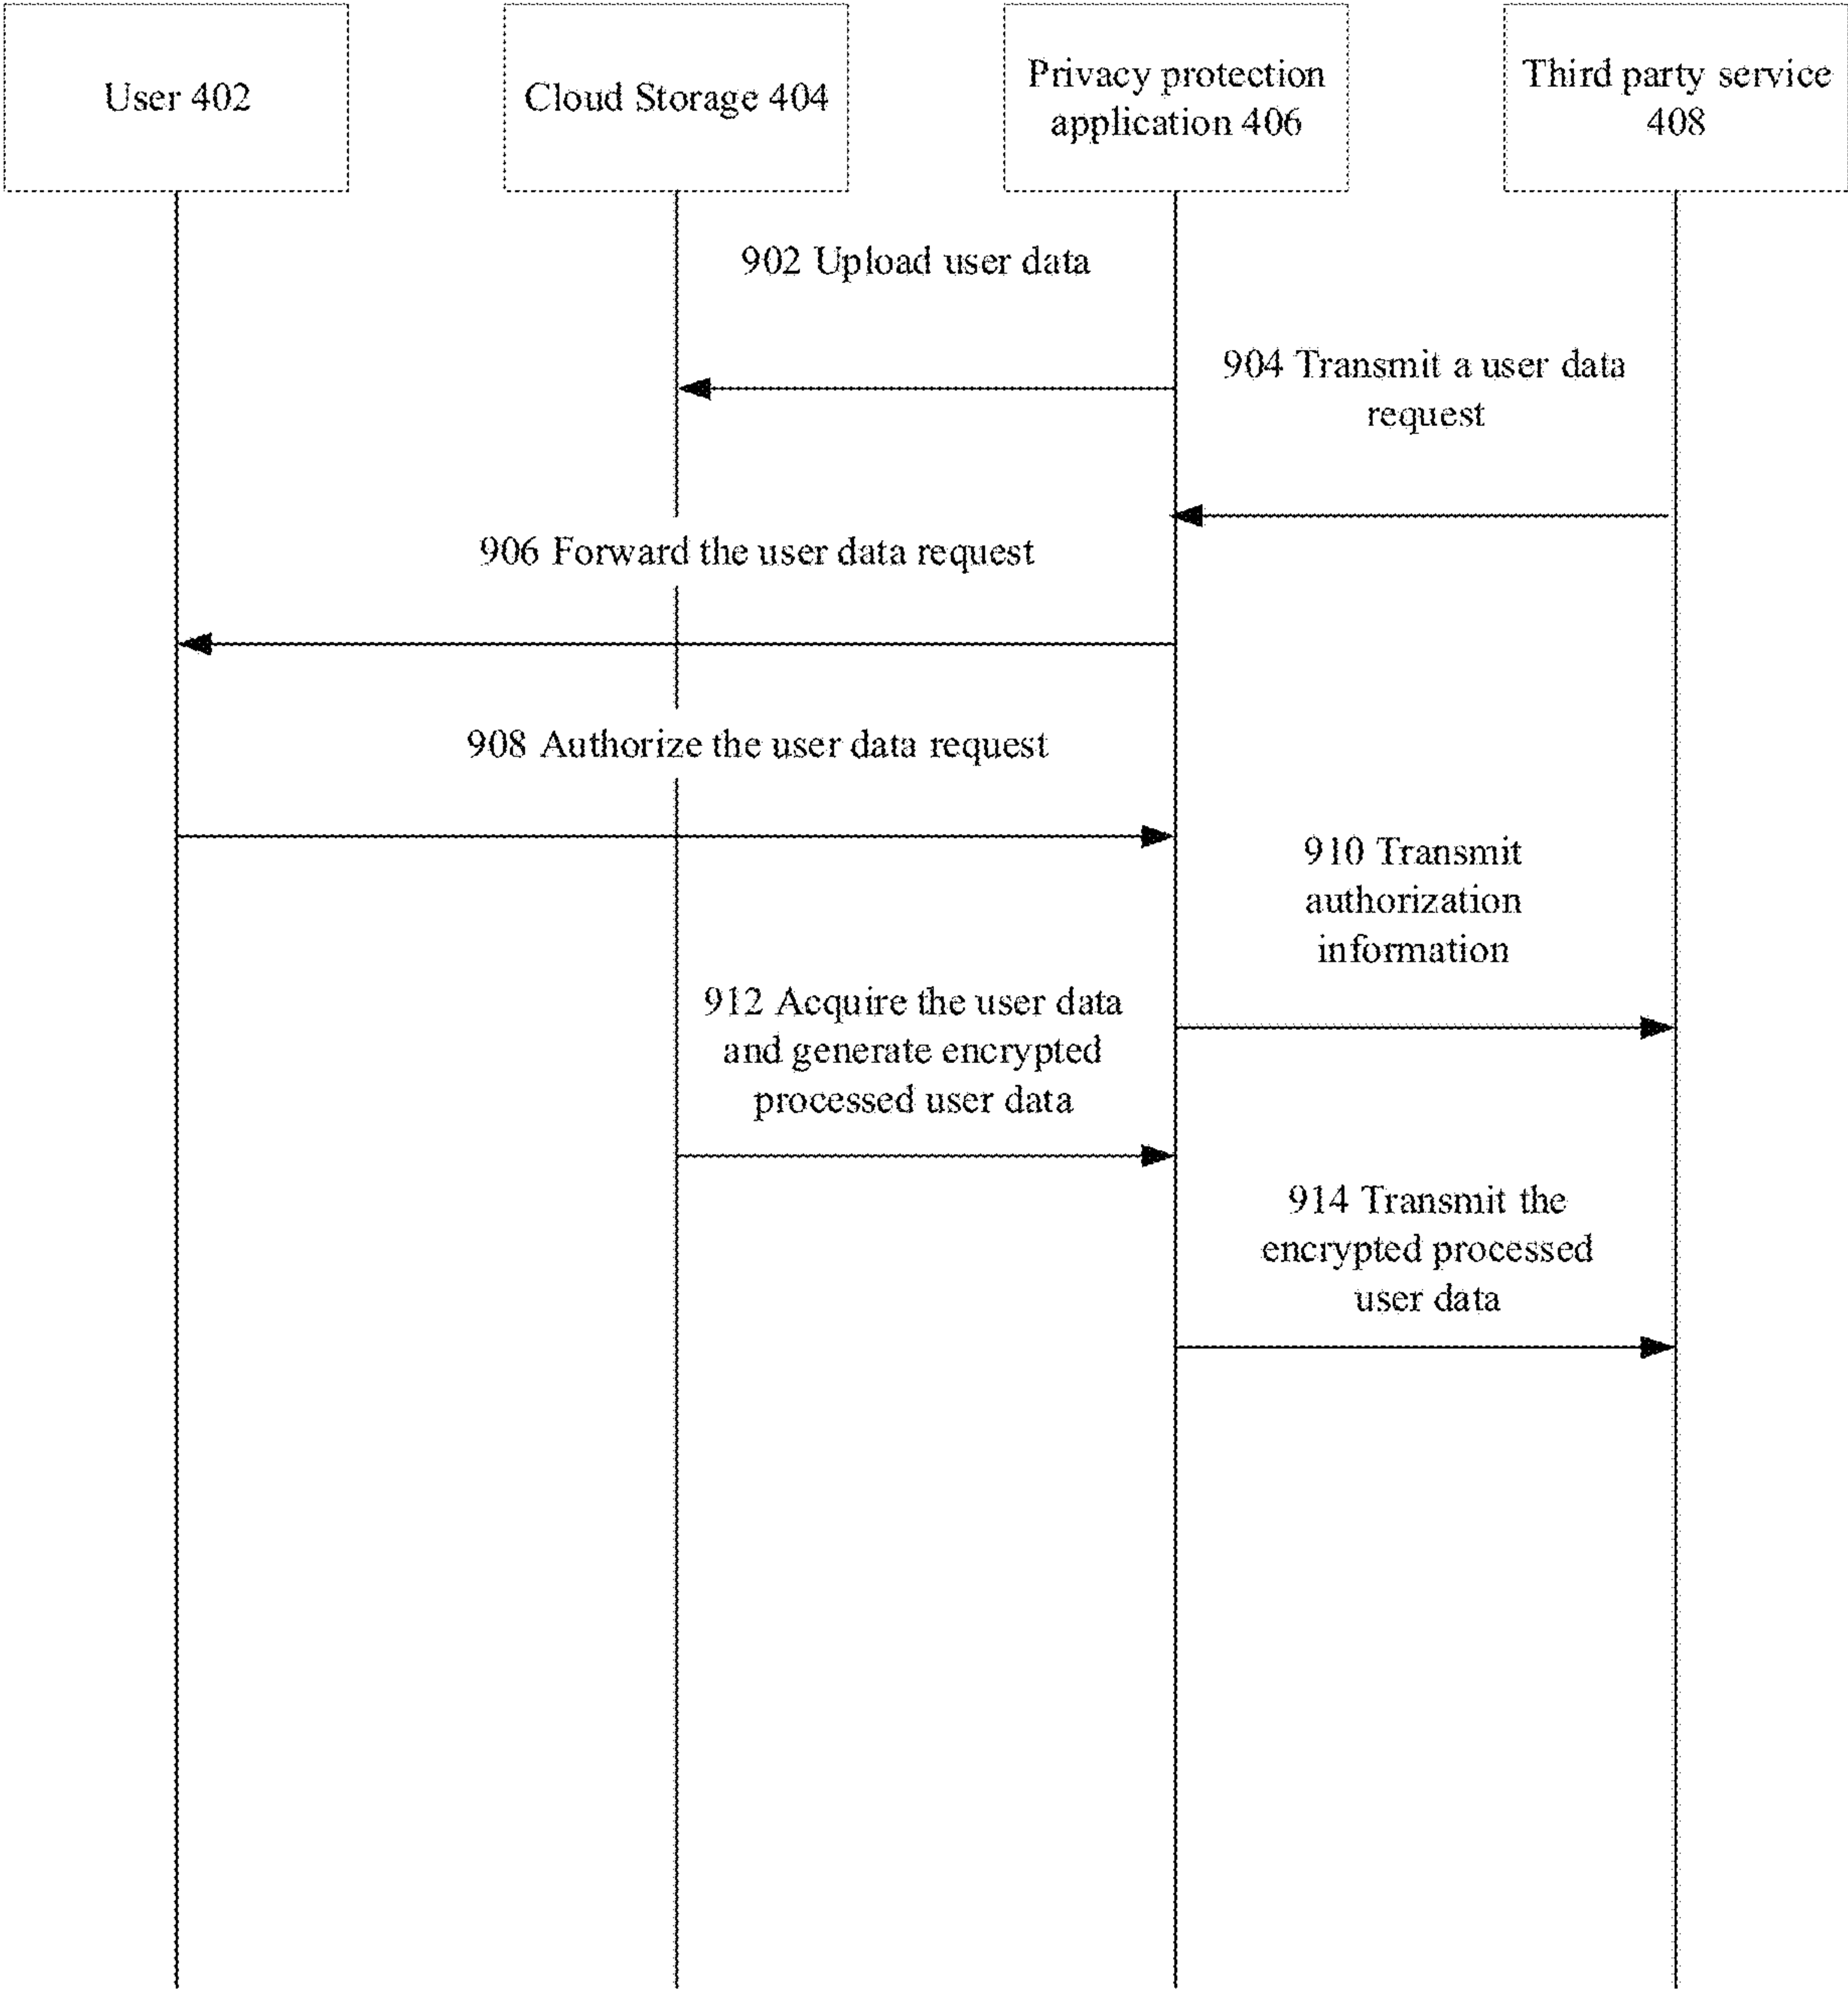 User 402
Cloud Storage 404
Privacy protection
application 406
Third party service
408
902 Upload user data
904 Transmit a user data
request
906 Forward the user data request
908 Authorize the user data request
910 Transmit
authorization
information
912 Acquire the user data
and generate encrypted
processed user data
914 Transmit the
encrypted processed
user data